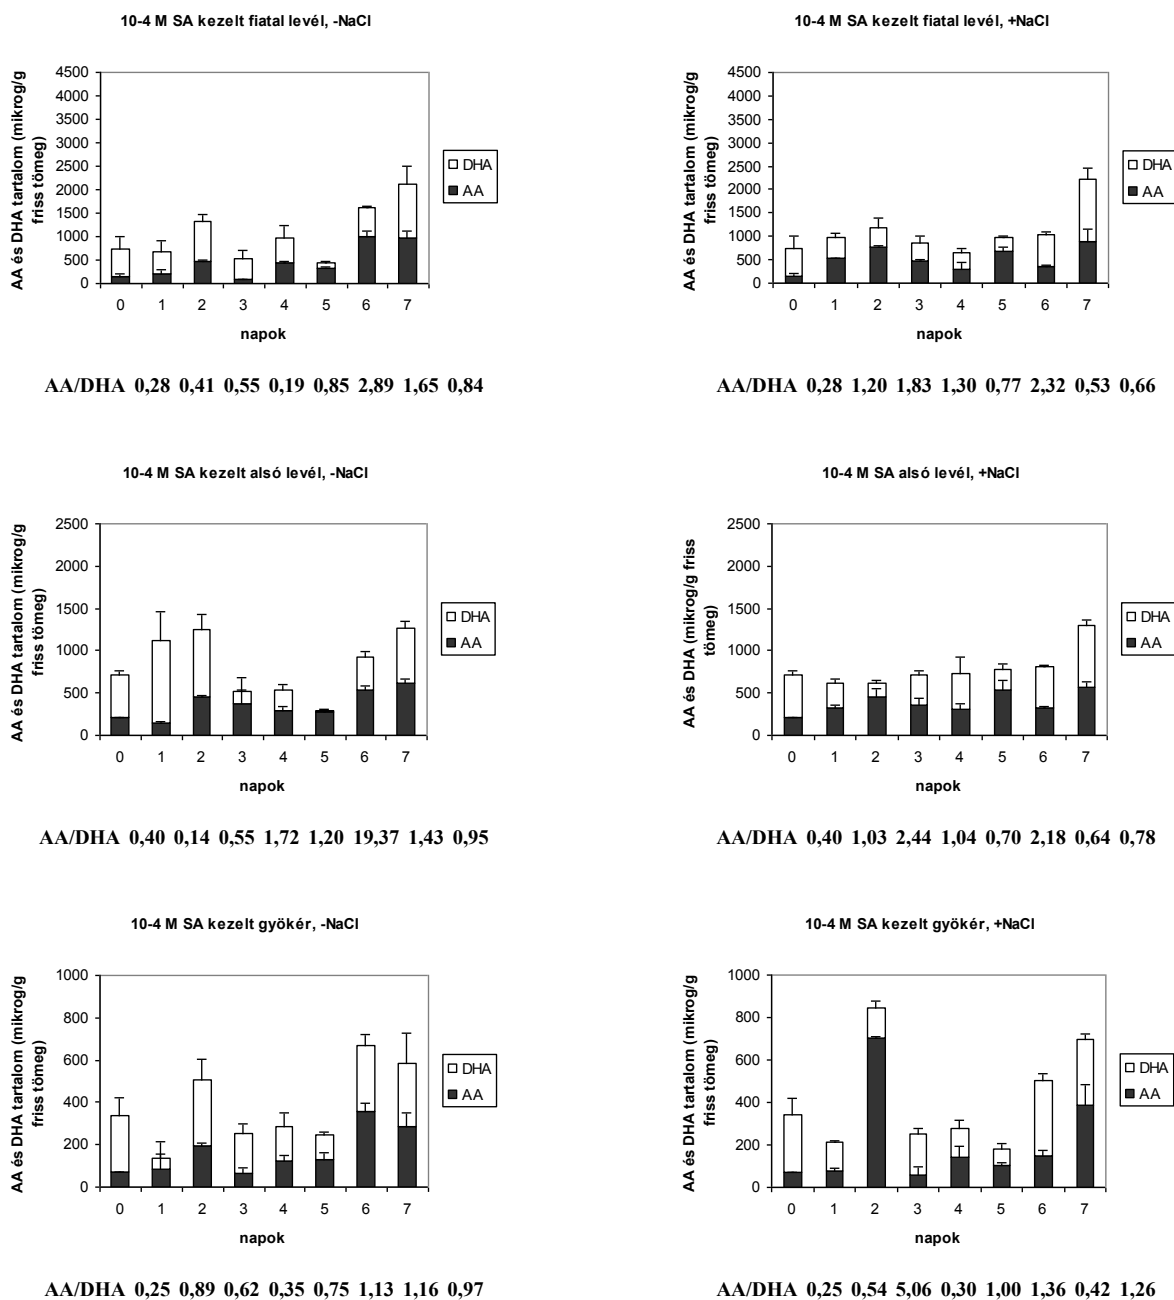 10-4 M SA kezelt fiatal levél, -NaCl
AA és DHA tartalom (mikrog/g
friss tömeg)
4500
4000
3500
3000
2500
2000
1500
1000
500
0
0 1 2 3 4 5 6 7
napok
DHA
AA
AA/DHA 0,28 0,41 0,55 0,19 0,85 2,89 1,65 0,84
10-4 M SA kezelt fiatal levél, +NaCl
AA és DHA tartalom (mikrog/g
friss tömeg)
4500
4000
3500
3000
2500
2000
1500
1000
500
0
0 1 2 3 4 5 6 7
napok
DHA
AA
AA/DHA 0,28 1,20 1,83 1,30 0,77 2,32 0,53 0,66
10-4 M SA kezelt alsó levél, -NaCl
AA és DHA tartalom (mikrog/g
friss tömeg)
2500
2000
1500
1000
500
0
0 1 2 3 4 5 6 7
napok
DHA
AA
AA/DHA 0,40 0,14 0,55 1,72 1,20 19,37 1,43 0,95
10-4 M SA alsó levél, +NaCl
AA és DHA (mikrog/g friss
tömeg)
2500
2000
1500
1000
500
0
0 1 2 3 4 5 6 7
napok
DHA
AA
AA/DHA 0,40 1,03 2,44 1,04 0,70 2,18 0,64 0,78
10-4 M SA kezelt gyökér, -NaCl
AA és DHA tartalom (mikrog/g
friss tömeg)
1000
800
600
400
200
0
0 1 2 3 4 5 6 7
napok
DHA
AA
AA/DHA 0,25 0,89 0,62 0,35 0,75 1,13 1,16 0,97
10-4 M SA kezelt gyökér, +NaCl
AA és DHA tartalom (mikrog/g
friss tömeg)
1000
800
600
400
200
0
0 1 2 3 4 5 6 7
napok
DHA
AA
AA/DHA 0,25 0,54 5,06 0,30 1,00 1,36 0,42 1,26